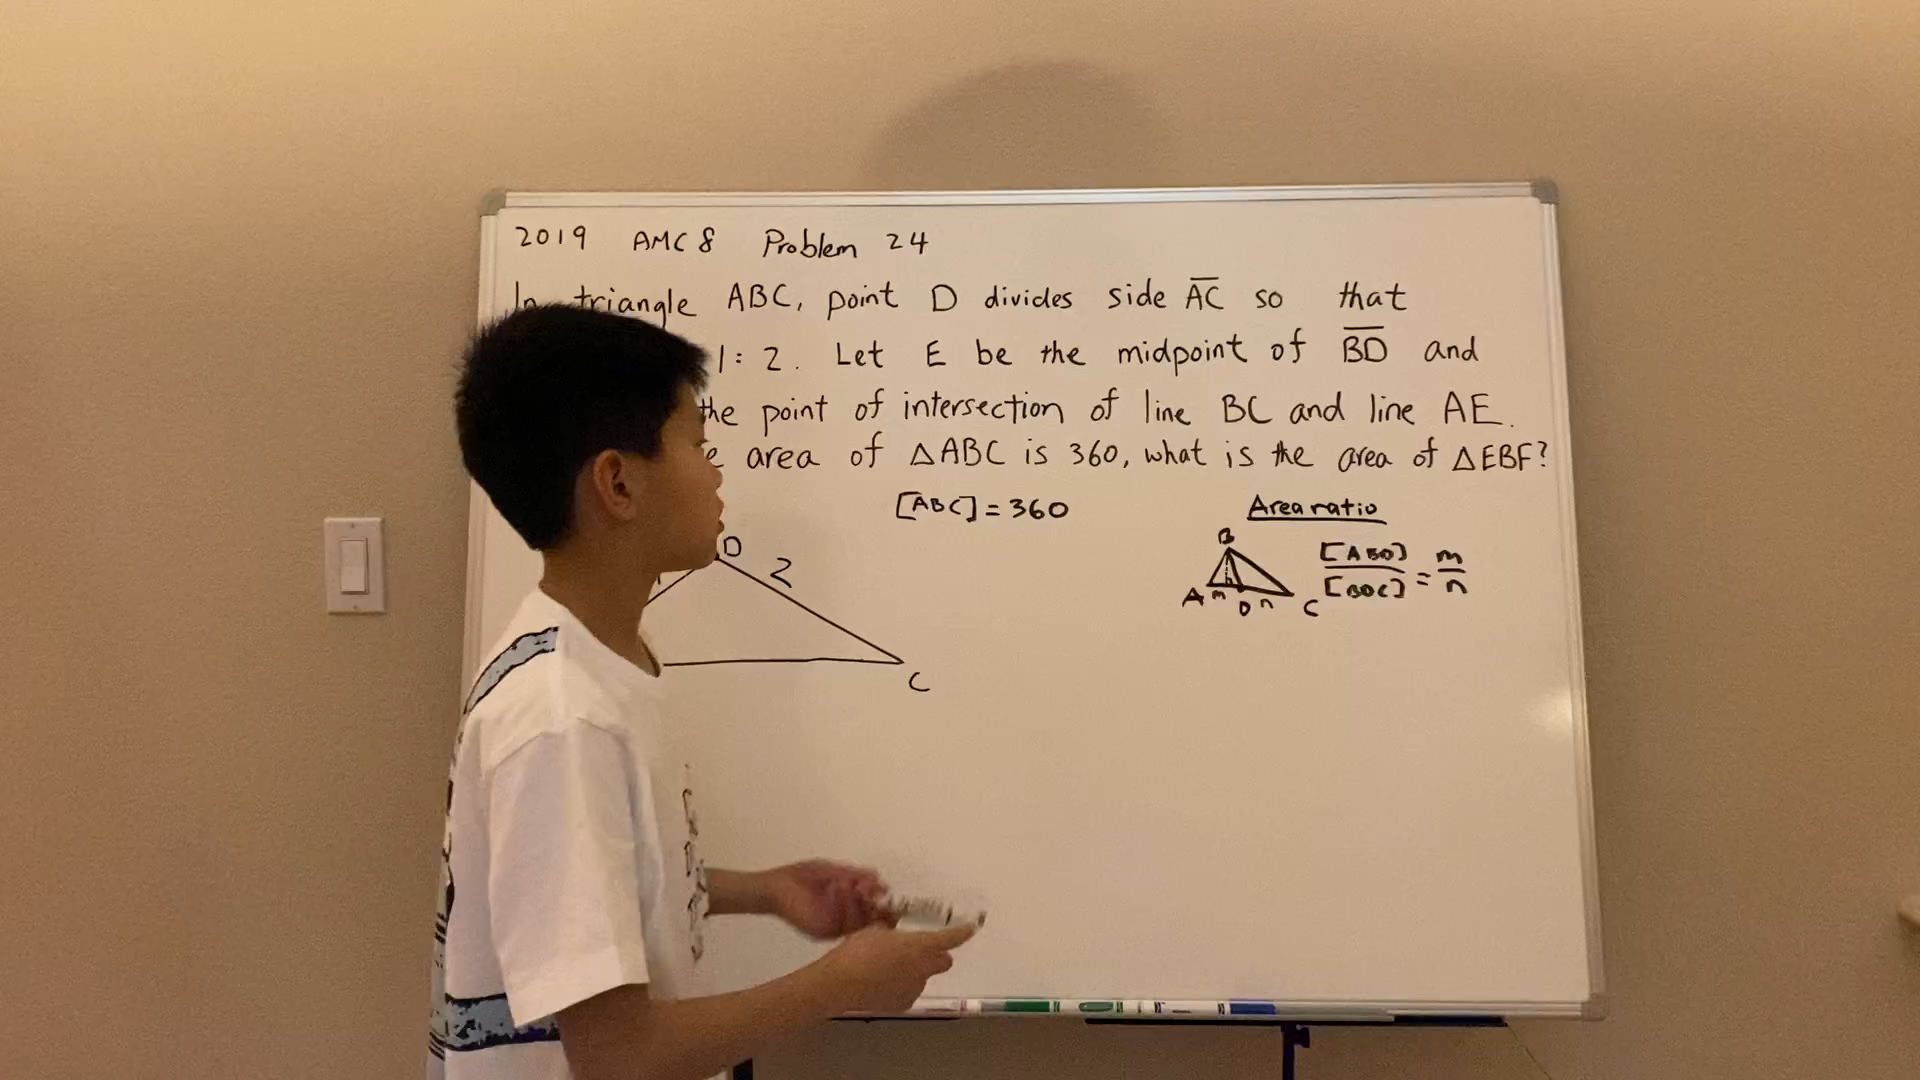 2019 AMC 8 Problem 24
In triangle ABC, point D divides side AC so that
1:2. Let E be the midpoint of BD and
the point of intersection of line BC and line AE.
area of △ABC is 360, what is the area of △EBF?
[ABC] = 360
Area ratio
D
2
C
B
A
m
D
n
C
[ABD]
[BDC]
=
m
n